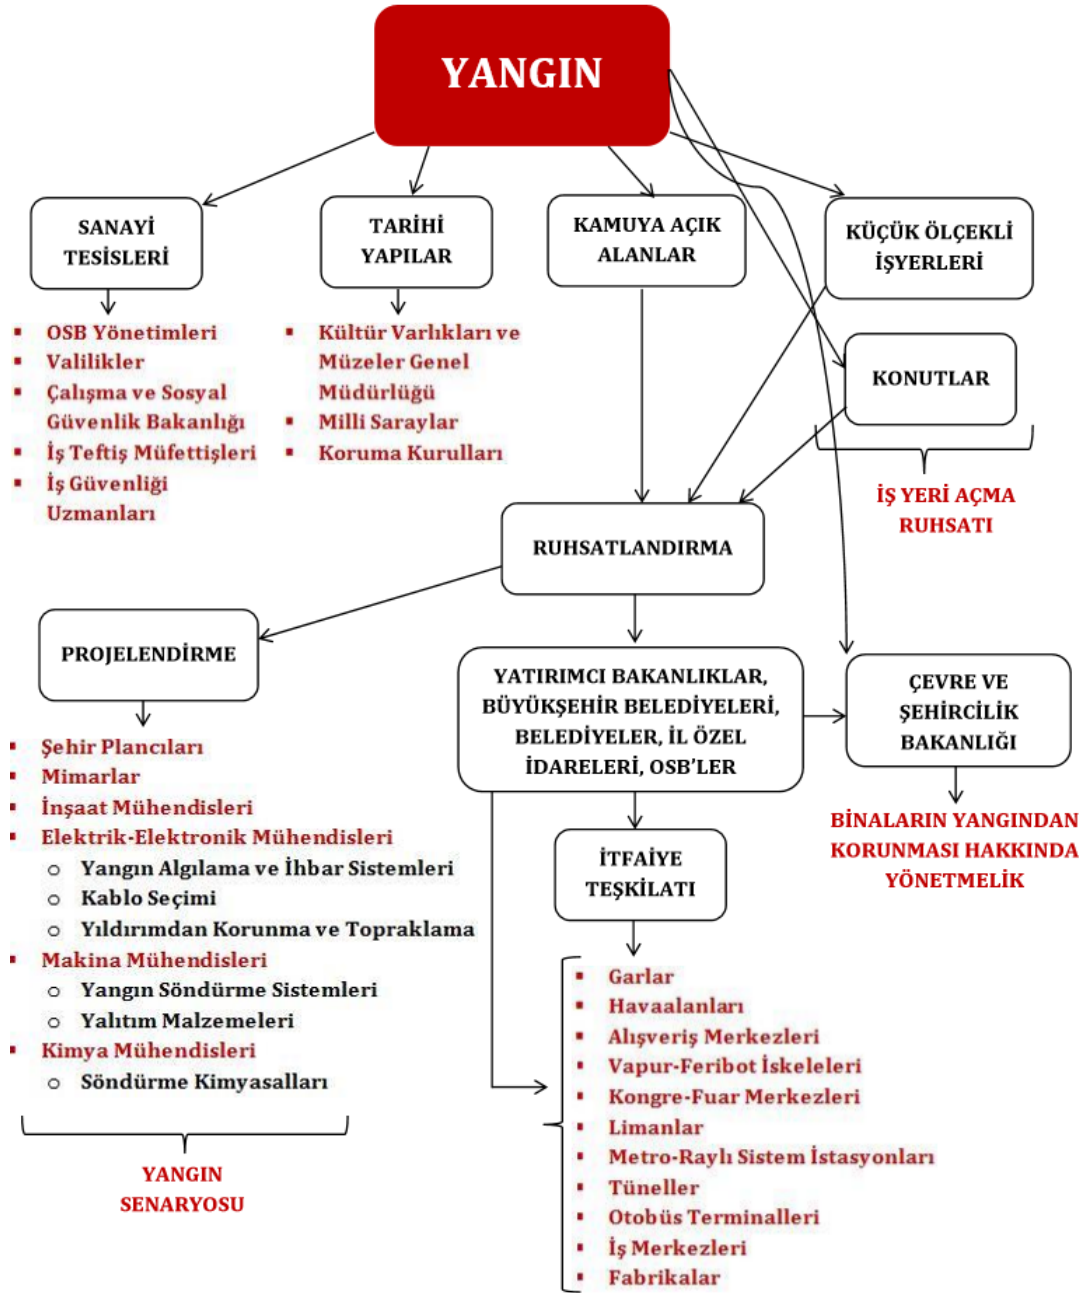 YANGIN
SANAYİ
TESİSLERİ
TARİHİ
YAPILAR
KAMUYA AÇIK
ALANLAR
KÜÇÜK ÖLÇEKLİ
İŞYERLERİ
▪ OSB Yönetimleri
▪ Valilikler
▪ Çalışma ve Sosyal
Güvenlik Bakanlığı
▪ İş Teftiş Müfettişleri
▪ İş Güvenliği
Uzmanları
▪ Kültür Varlıkları ve
Müzeler Genel
Müdürlüğü
▪ Milli Saraylar
▪ Koruma Kurulları
KONUTLAR
İŞ YERİ AÇMA
RUHSATI
RUHSATLANDIRMA
PROJELENDİRME
YATIRIMCI BAKANLIKLAR,
BÜYÜKŞEHİR BELEDİYELERİ,
BELEDİYELER, İL ÖZEL
İDARELERİ, OSB’LER
ÇEVRE VE
ŞEHİRCİLİK
BAKANLIĞI
▪ Şehir Plancıları
▪ Mimarlar
▪ İnşaat Mühendisleri
▪ Elektrik-Elektronik Mühendisleri
o Yangın Algılama ve İhbar Sistemleri
o Kablo Seçimi
o Yıldırımdan Korunma ve Topraklama
▪ Makina Mühendisleri
o Yangın Söndürme Sistemleri
o Yalıtım Malzemeleri
▪ Kimya Mühendisleri
o Söndürme Kimyasalları
YANGIN
SENARYOSU
İTFAİYE
TEŞKİLATI
BİNALARIN YANGINDAN
KORUNMASI HAKKINDA
YÖNETMELİK
▪ Garlar
▪ Havaalanları
▪ Alışveriş Merkezleri
▪ Vapur-Feribot İskeleleri
▪ Kongre-Fuar Merkezleri
▪ Limanlar
▪ Metro-Raylı Sistem İstasyonları
▪ Tüneller
▪ Otobüs Terminalleri
▪ İş Merkezleri
▪ Fabrikalar